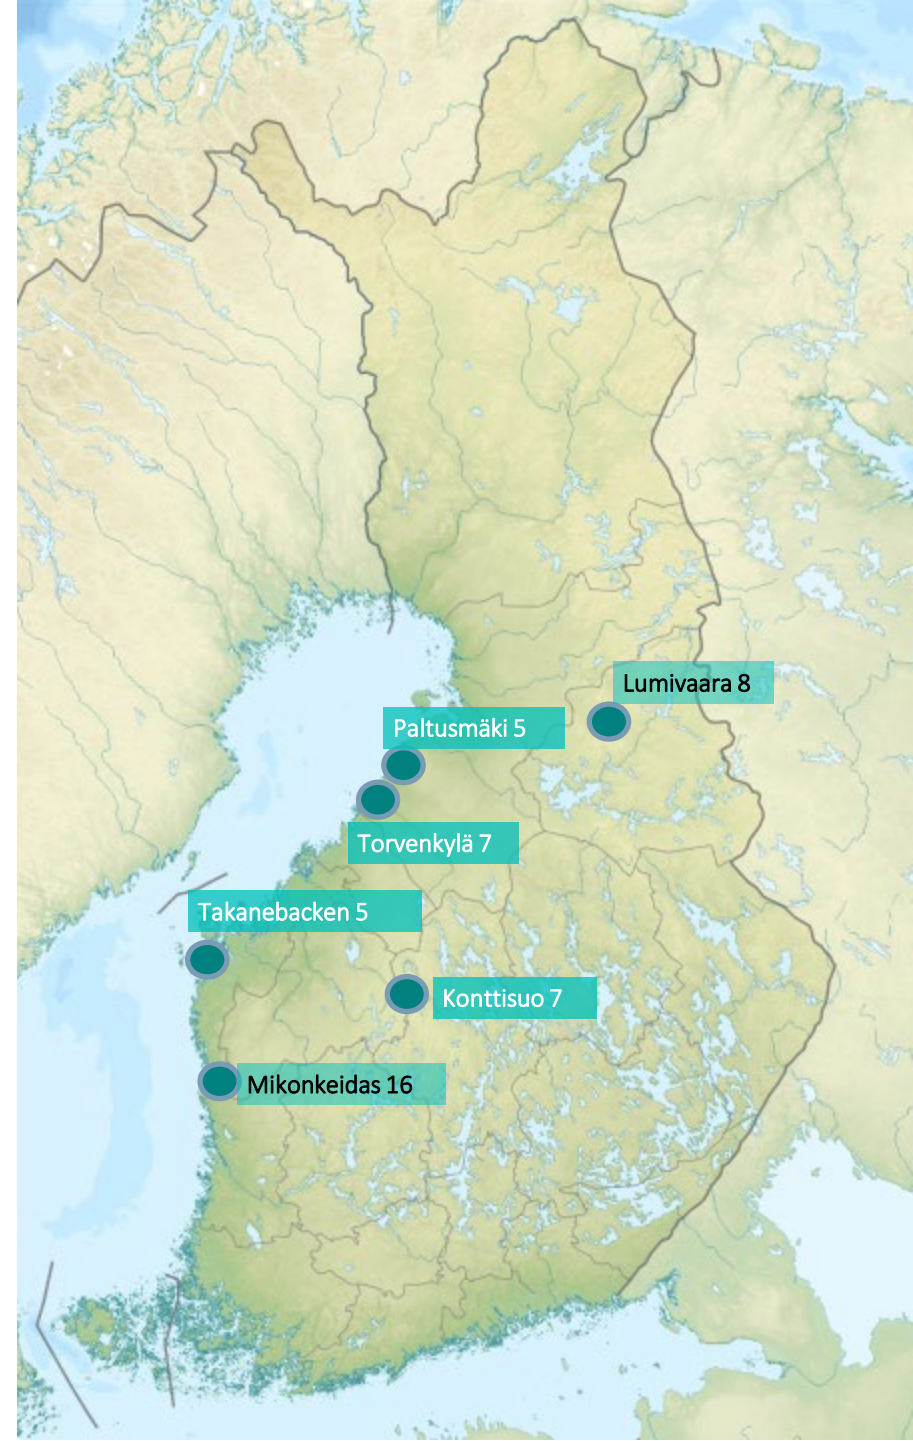 Lumivaara 8
Paltusmäki 5
Torvenkylä 7
Takanebacken 5
Konttisuo 7
Mikonkeidas 16